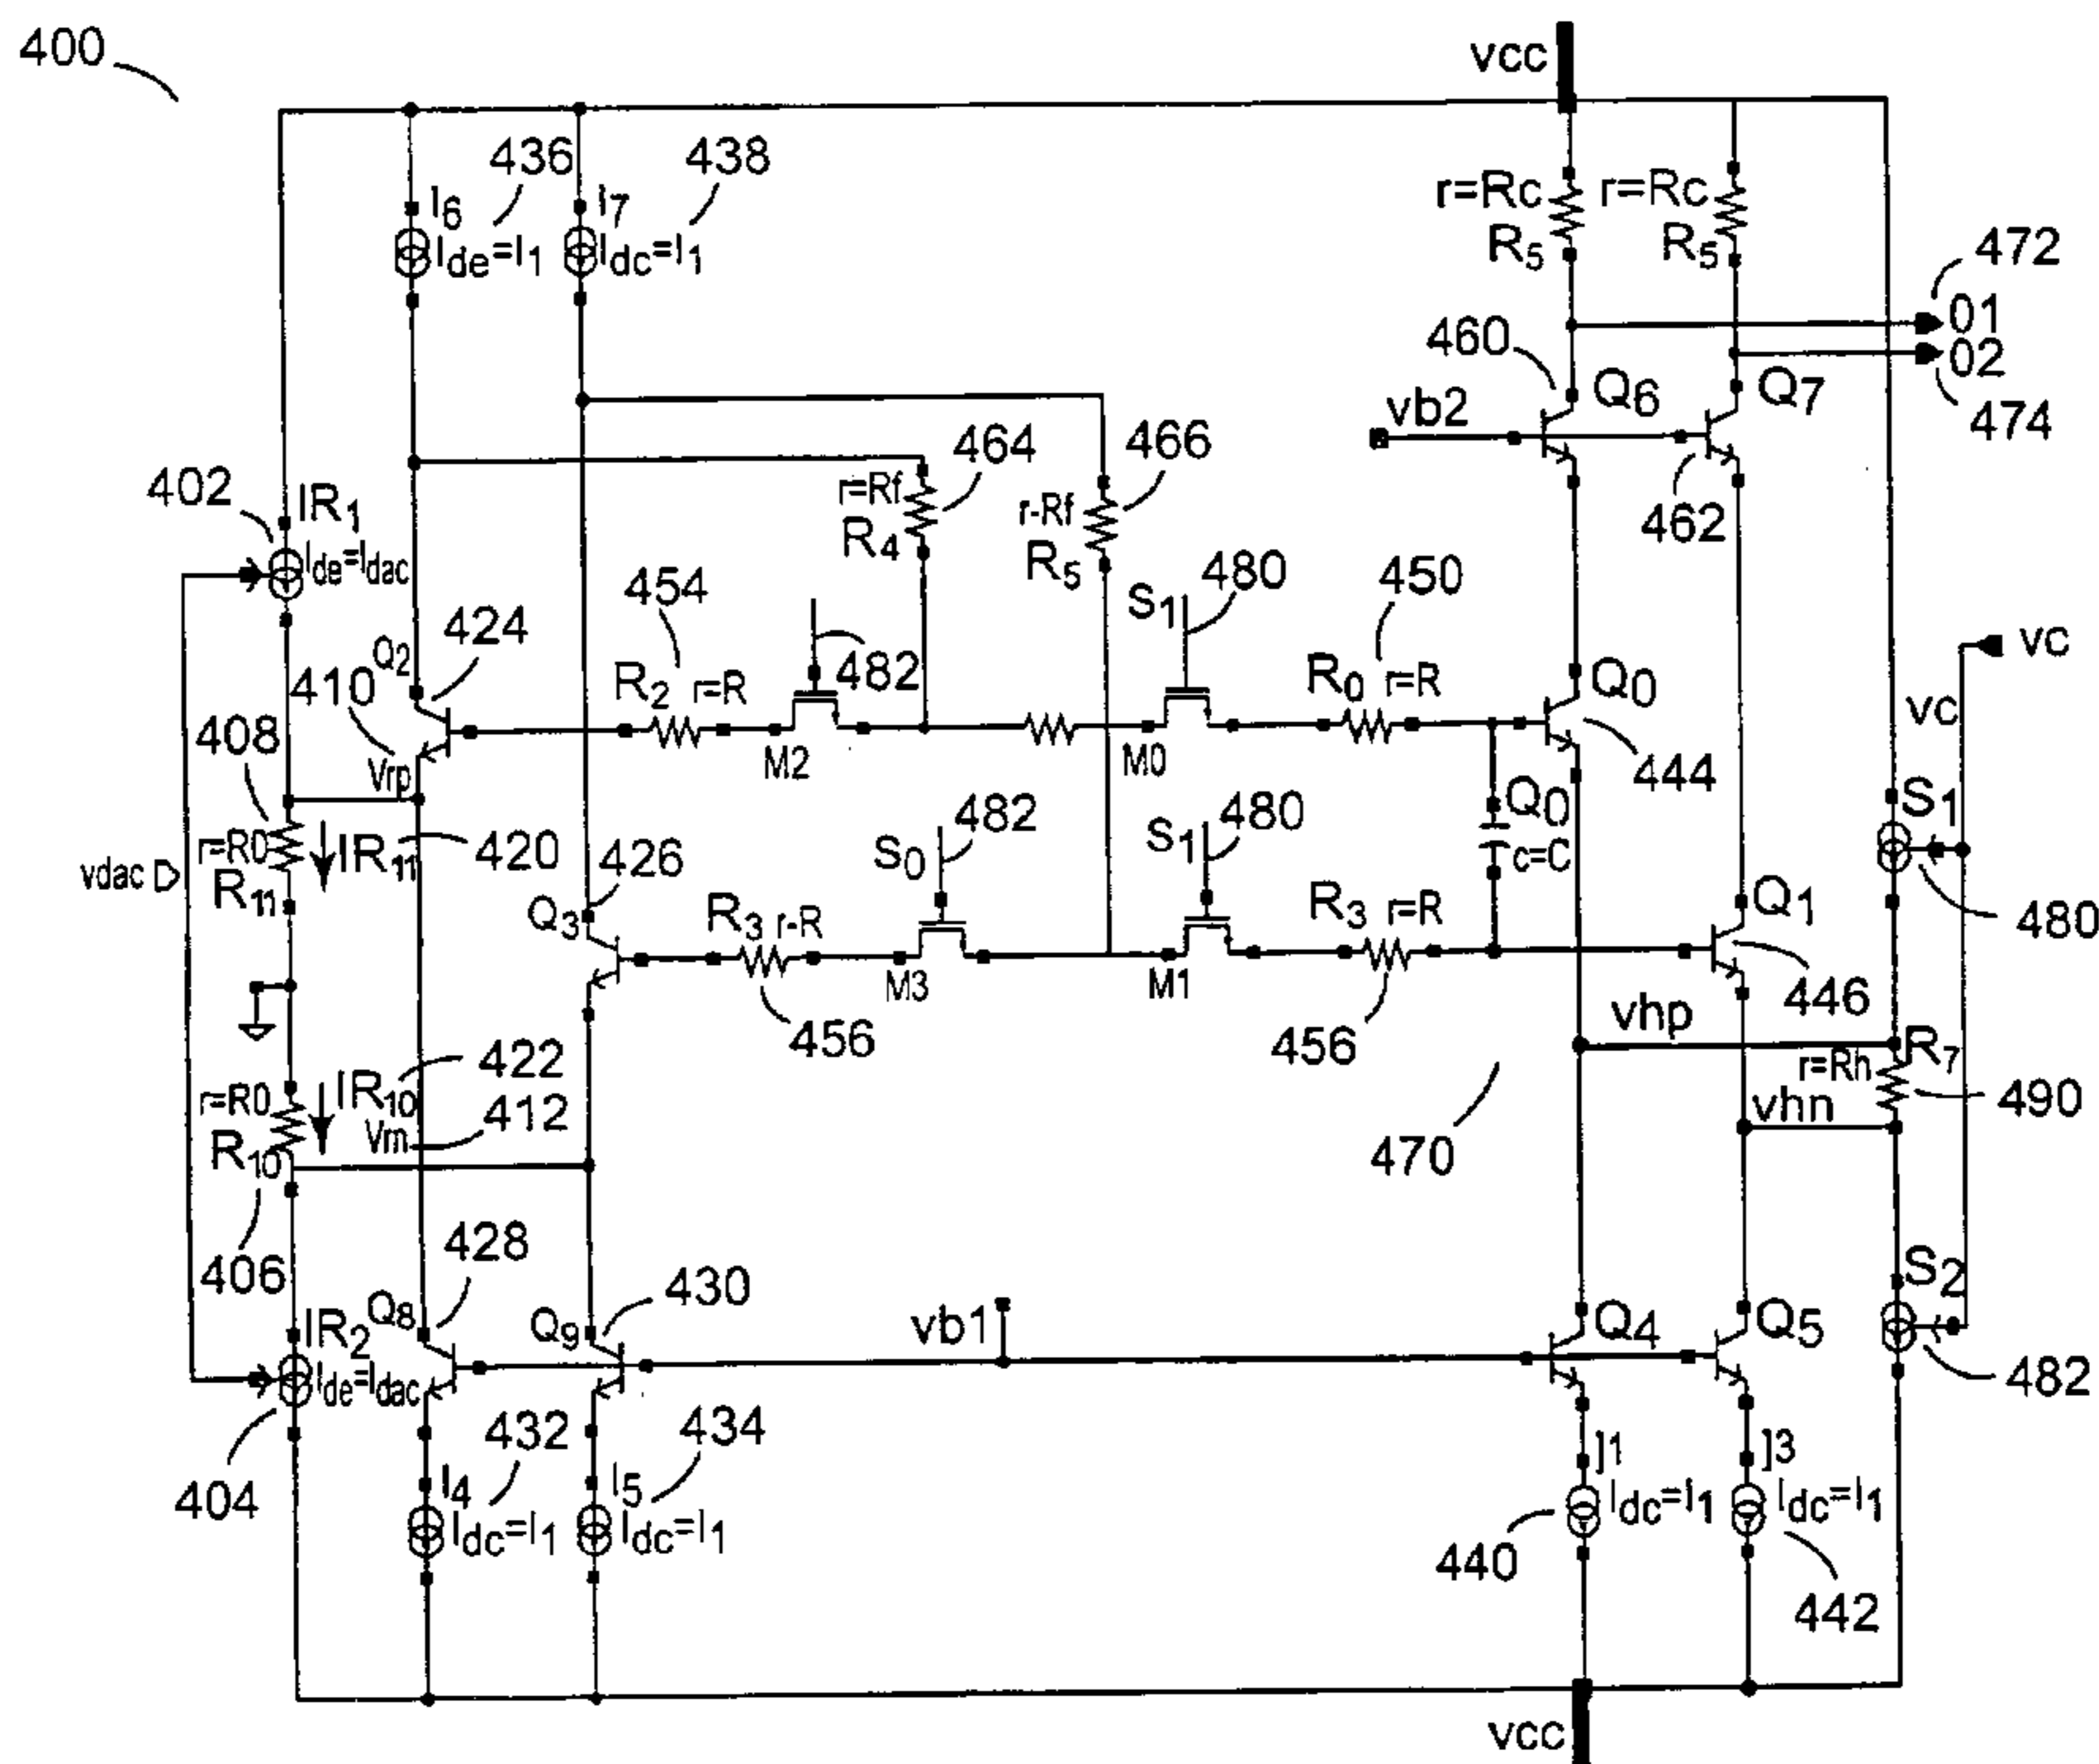 400
vcc
436
438
I6
Ide=I1
I7
Idc=I1
r=Rc
R5
r=Rc
R5
472
01
02
474
460
Q6
Q7
vb2
462
464
466
r=Rf
R4
r-Rf
R5
402
IR1
Ide=Idac
454
424
Q2
R2
r=R
482
S1
480
450
R0
r=R
Q0
444
vc
vc
410
408
Vrp
M2
M0
r=R0
R11
IR11
420
vdac
426
Q3
S0
482
S1
480
Q0
c=C
S1
480
R3
r-R
456
M3
M1
R3
r=R
456
Q1
446
vhp
R7
r=Rh
490
vhn
422
IR10
r=R0
Vm
412
R10
406
470
428
Q8
430
Q9
vb1
Q4
Q5
S2
482
IR2
Ide=Idac
404
432
434
I4
Idc=I1
I5
Idc=I1
]1
Idc=I1
]3
Idc=I1
440
442
vcc